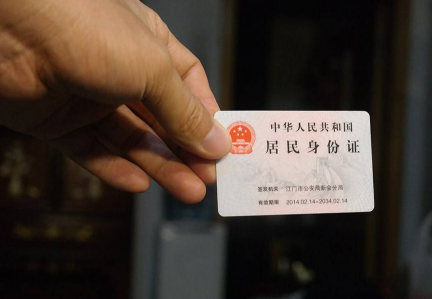 中华人民共和国
居民身份证
签发机关 江门市公安局新会分局
有效期限 2014.02.14-2034.02.14